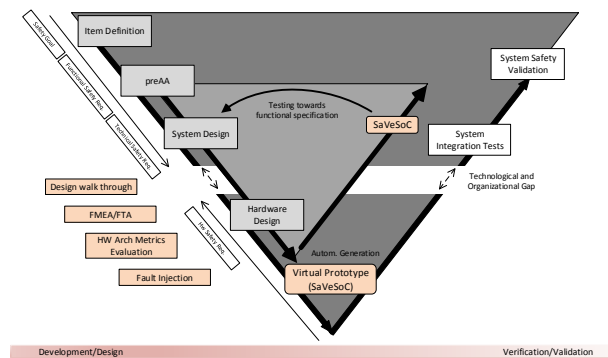 Item Definition
Safety Goal
preAA
Functional Safety Req.
System Safety
Validation
Testing towards
functional specification
SaVeSoC
System Design
Technical Safety Req.
System
Integration Tests
Technological and
Organizational Gap
Design walk through
FMEA/FTA
Hardware
Design
HW Arch Metrics
Evaluation
Hw Safety Req.
Autom. Generation
Fault Injection
Virtual Prototype
(SaVeSoC)
Development/Design
Verification/Validation